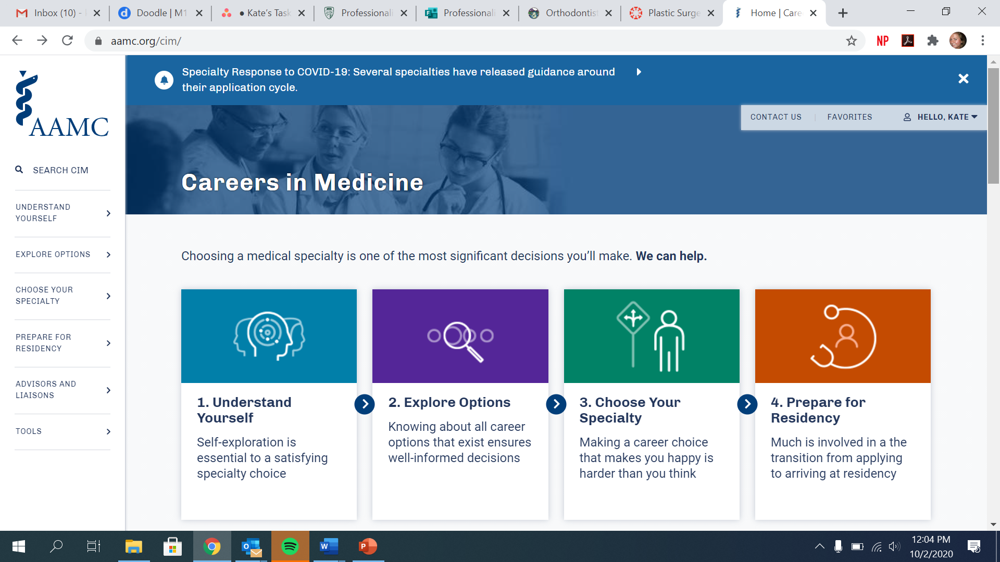 Inbox (10) -
Doodle | M1
● Kate's Task
Professionali
Professionali
Orthodontist
Plastic Surge
Home | Care
aamc.org/cim/
NP
AAMC
SEARCH CIM
UNDERSTAND
YOURSELF
EXPLORE OPTIONS
CHOOSE YOUR
SPECIALTY
PREPARE FOR
RESIDENCY
ADVISORS AND
LIAISONS
TOOLS
Specialty Response to COVID-19: Several specialties have released guidance around
their application cycle.
CONTACT US
FAVORITES
HELLO, KATE
Careers in Medicine
Choosing a medical specialty is one of the most significant decisions you'll make. We can help.
1. Understand
Yourself
Self-exploration is
essential to a satisfying
specialty choice
2. Explore Options
Knowing about all career
options that exist ensures
well-informed decisions
3. Choose Your
Specialty
Making a career choice
that makes you happy is
harder than you think
4. Prepare for
Residency
Much is involved in a the
transition from applying
to arriving at residency
12:04 PM
10/2/2020